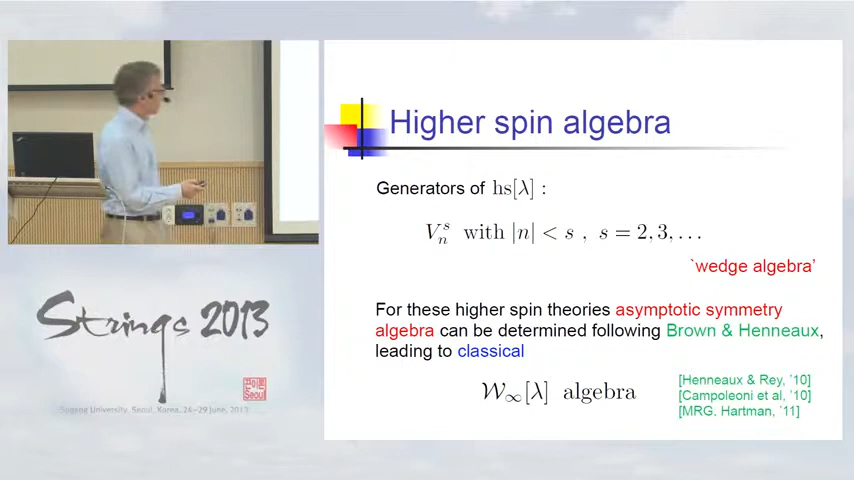 Higher spin algebra
Generators of hs[λ] :
V_n^s with |n| < s , s = 2, 3, . . .
`wedge algebra'
For these higher spin theories asymptotic symmetry
algebra can be determined following Brown & Henneaux,
leading to classical
W∞[λ] algebra
[Henneaux & Rey, '10]
[Campoleoni et al, '10]
[MRG, Hartman, '11]
Strings 2013
Seoul
Sogang University, Seoul, Korea, 24-29 June, 2013